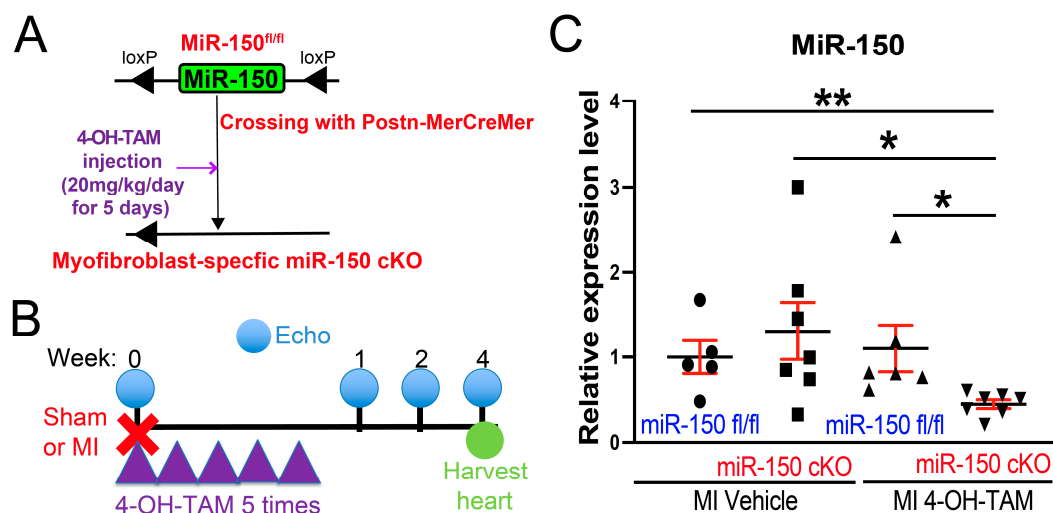 A
MiR-150fl/fl
loxP
loxP
MiR-150
Crossing with Postn-MerCreMer
4-OH-TAM
injection
(20mg/kg/day
for 5 days)
Myofibroblast-specfic miR-150 cKO
B
Echo
Week: 0 1 2 4
Sham
or MI
4-OH-TAM 5 times
Harvest
heart
C
MiR-150
Relative expression level
4
3
2
1
0
**
*
*
miR-150 fl/fl
miR-150 fl/fl
miR-150 cKO
miR-150 cKO
MI Vehicle
MI 4-OH-TAM